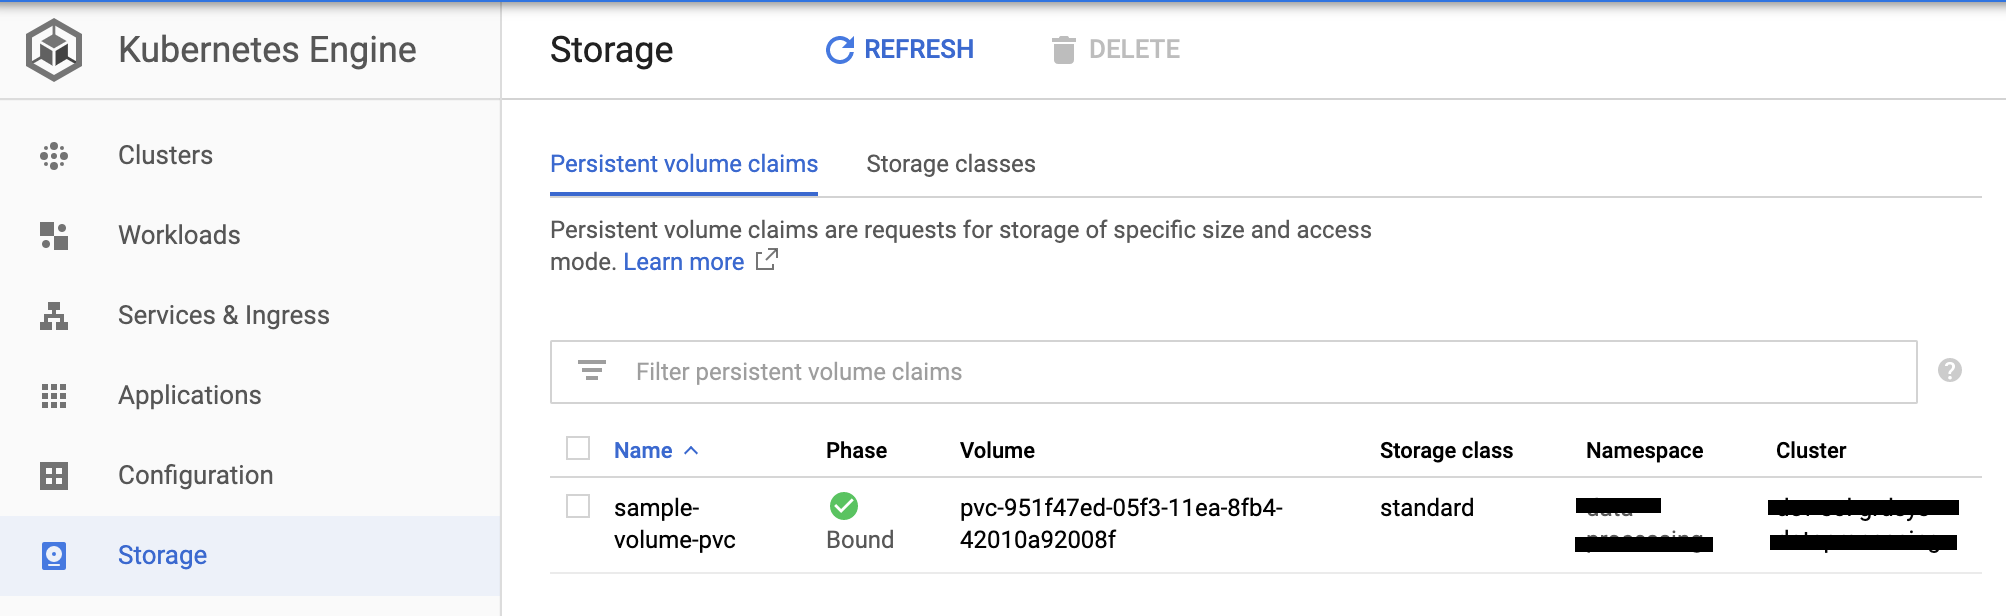 Kubernetes Engine
Storage
REFRESH
DELETE
Clusters
Workloads
Services & Ingress
Applications
Configuration
Storage
Persistent volume claims
Storage classes
Persistent volume claims are requests for storage of specific size and access
mode. Learn more
Filter persistent volume claims
?
Name Phase Volume Storage class Namespace Cluster
sample- pvc-951f47ed-05f3-11ea-8fb4- standard
volume-pvc Bound 42010a92008f